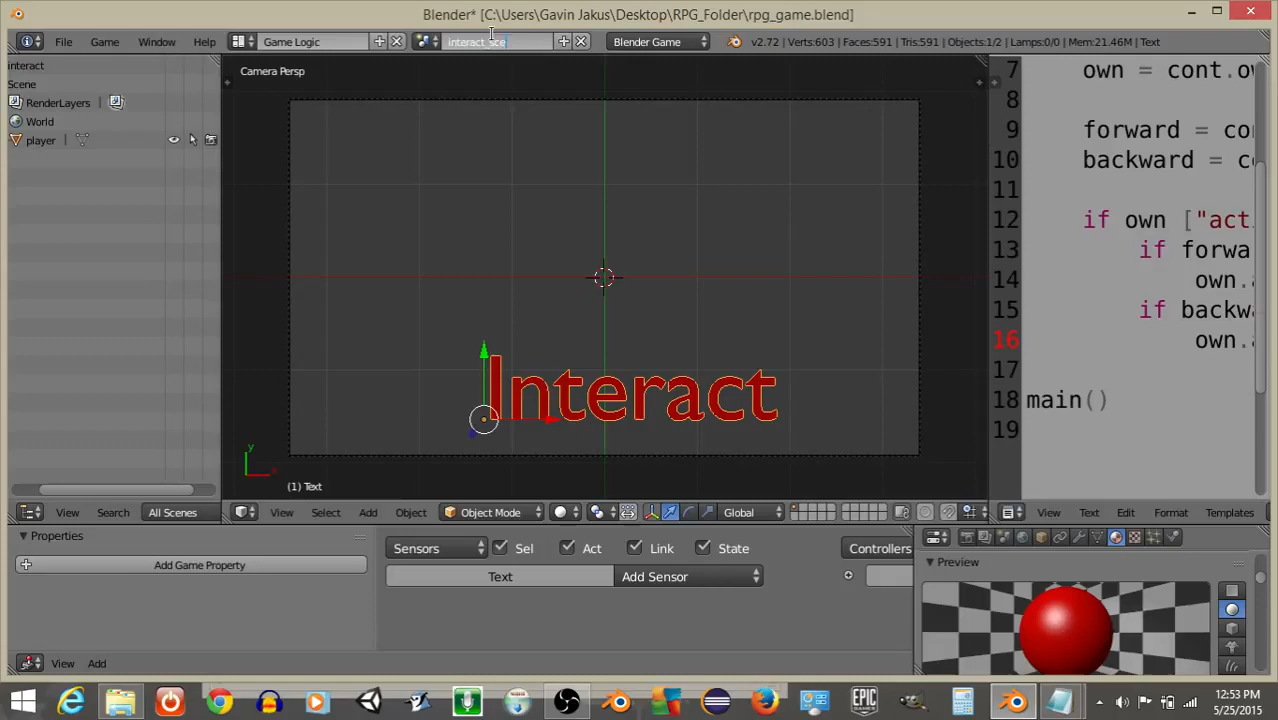 Blender* [C:\Users\Gavin Jakus\Desktop\RPG_Folder\rpg_game.blend]
File Game Window Help Game Logic interact_sce Blender Game v2.72 | Verts:603 | Faces:591 | Tris:591 | Objects:1/2 | Lamps:0/0 | Mem:21.46M | Text
interact
Scene
RenderLayers
World
player
Camera Persp
Interact
y
x
(1) Text
7 own = cont.ow
8
9 forward = con
10 backward = co
11
12 if own ["act
13 if forwa
14 own.a
15 if backwa
16 own.a
17
18 main()
19
View Search All Scenes
View Select Add Object Object Mode Global
View Text Edit Format Templates
Properties
Add Game Property
Sensors Sel Act Link State Controllers
Text Add Sensor
Preview
View Add
EPIC GAMES
12:53 PM
5/25/2015